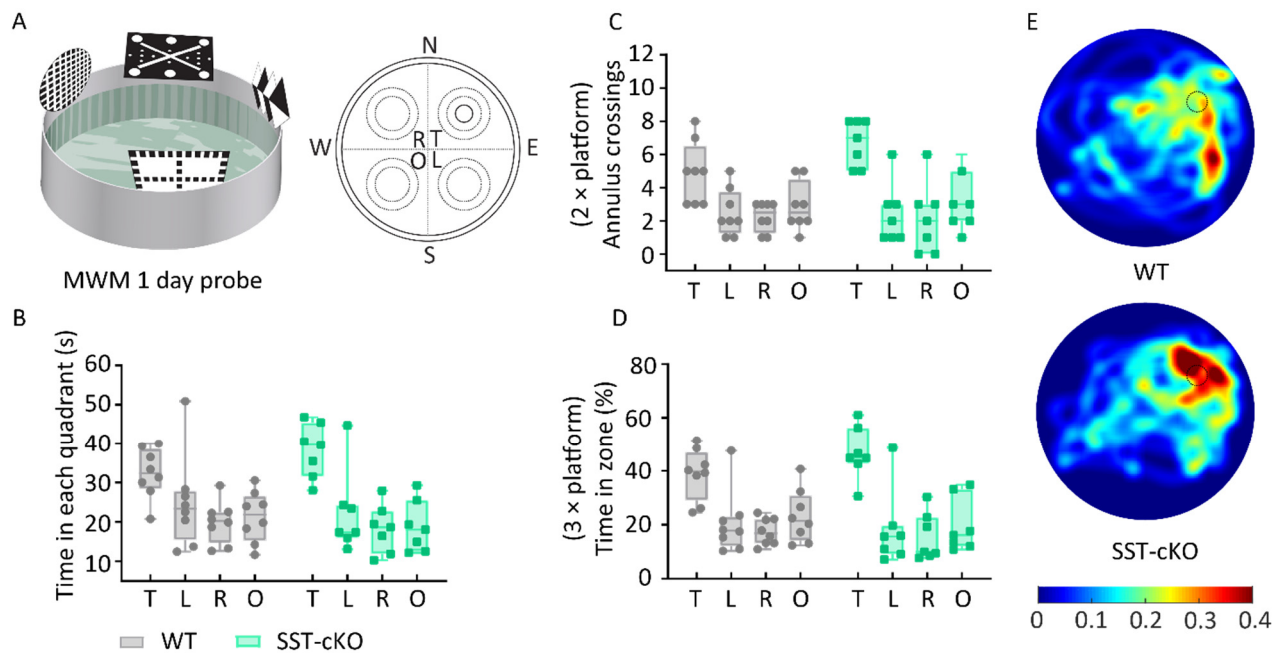 A
N
W
R T
O L
E
S
MWM 1 day probe
B
Time in each quadrant (s)
60
50
40
30
20
10
T L R O T L R O
WT SST-cKO
C
(2 × platform)
Annulus crossings
12
10
8
6
4
2
0
T L R O T L R O
D
(3 × platform)
Time in zone (%)
80
60
40
20
0
T L R O T L R O
E
WT
SST-cKO
0 0.1 0.2 0.3 0.4